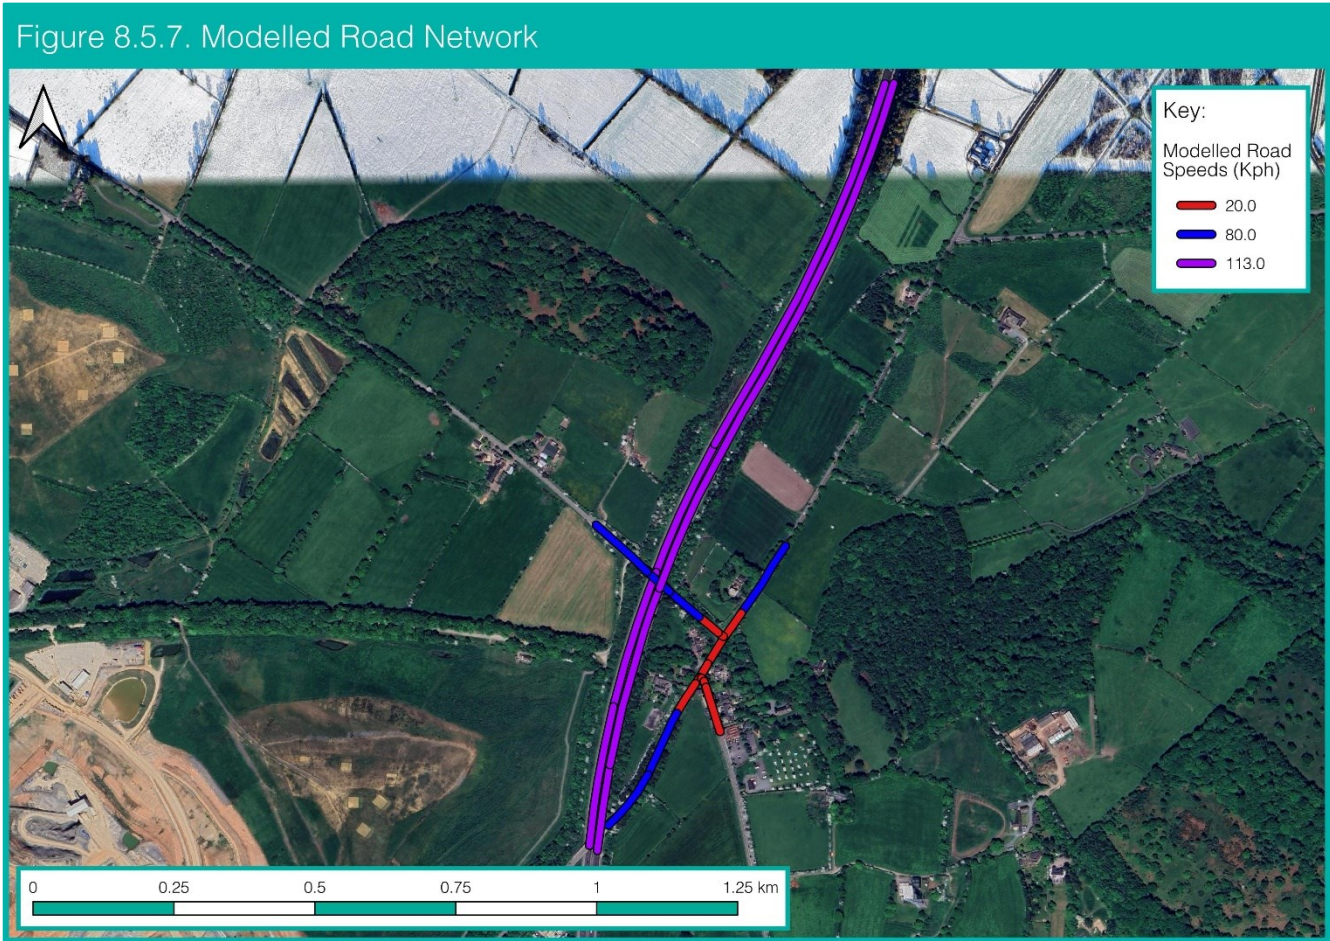 Figure 8.5.7. Modelled Road Network
Key:
Modelled Road
Speeds (Kph)
20.0
80.0
113.0
0 0.25 0.5 0.75 1 1.25 km